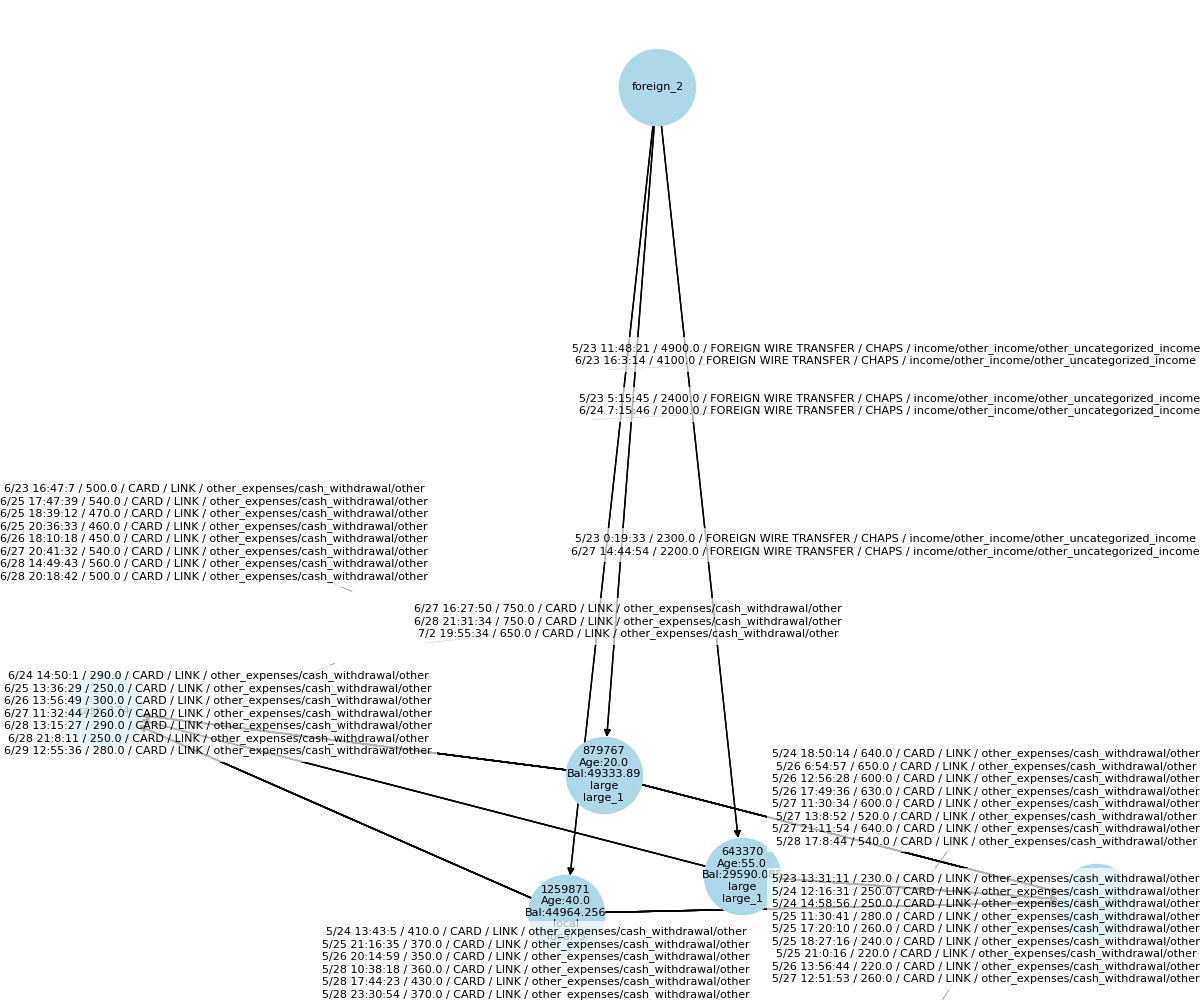 foreign_2
5/23 11:48:21 / 4900.0 / FOREIGN WIRE TRANSFER / CHAPS / income/other_income/other_uncategorized_income
6/23 16:3:14 / 4100.0 / FOREIGN WIRE TRANSFER / CHAPS / income/other_income/other_uncategorized_income
5/23 5:15:45 / 2400.0 / FOREIGN WIRE TRANSFER / CHAPS / income/other_income/other_uncategorized_income
6/24 7:15:46 / 2000.0 / FOREIGN WIRE TRANSFER / CHAPS / income/other_income/other_uncategorized_income
6/23 16:47:7 / 500.0 / CARD / LINK / other_expenses/cash_withdrawal/other
6/25 17:47:39 / 540.0 / CARD / LINK / other_expenses/cash_withdrawal/other
6/25 18:39:12 / 470.0 / CARD / LINK / other_expenses/cash_withdrawal/other
6/25 20:36:33 / 460.0 / CARD / LINK / other_expenses/cash_withdrawal/other
6/26 18:10:18 / 450.0 / CARD / LINK / other_expenses/cash_withdrawal/other
6/27 20:41:32 / 540.0 / CARD / LINK / other_expenses/cash_withdrawal/other
6/28 14:49:43 / 560.0 / CARD / LINK / other_expenses/cash_withdrawal/other
6/28 20:18:42 / 500.0 / CARD / LINK / other_expenses/cash_withdrawal/other
5/23 0:19:33 / 2300.0 / FOREIGN WIRE TRANSFER / CHAPS / income/other_income/other_uncategorized_income
6/27 14:44:54 / 2200.0 / FOREIGN WIRE TRANSFER / CHAPS / income/other_income/other_uncategorized_income
6/27 16:27:50 / 750.0 / CARD / LINK / other_expenses/cash_withdrawal/other
6/28 21:31:34 / 750.0 / CARD / LINK / other_expenses/cash_withdrawal/other
7/2 19:55:34 / 650.0 / CARD / LINK / other_expenses/cash_withdrawal/other
6/24 14:50:1 / 290.0 / CARD / LINK / other_expenses/cash_withdrawal/other
6/25 13:36:29 / 250.0 / CARD / LINK / other_expenses/cash_withdrawal/other
6/26 13:56:49 / 300.0 / CARD / LINK / other_expenses/cash_withdrawal/other
6/27 11:32:44 / 260.0 / CARD / LINK / other_expenses/cash_withdrawal/other
6/28 13:15:27 / 290.0 / CARD / LINK / other_expenses/cash_withdrawal/other
6/28 21:8:11 / 250.0 / CARD / LINK / other_expenses/cash_withdrawal/other
6/29 12:55:36 / 280.0 / CARD / LINK / other_expenses/cash_withdrawal/other
879767
Age:20.0
Bal:49333.89
large
large_1
5/24 18:50:14 / 640.0 / CARD / LINK / other_expenses/cash_withdrawal/other
5/26 6:54:57 / 650.0 / CARD / LINK / other_expenses/cash_withdrawal/other
5/26 12:56:28 / 600.0 / CARD / LINK / other_expenses/cash_withdrawal/other
5/26 17:49:36 / 630.0 / CARD / LINK / other_expenses/cash_withdrawal/other
5/27 11:30:34 / 600.0 / CARD / LINK / other_expenses/cash_withdrawal/other
5/27 13:8:52 / 520.0 / CARD / LINK / other_expenses/cash_withdrawal/other
5/27 21:11:54 / 640.0 / CARD / LINK / other_expenses/cash_withdrawal/other
5/28 17:8:44 / 540.0 / CARD / LINK / other_expenses/cash_withdrawal/other
643370
Age:55.0
large
large_1
5/23 13:31:11 / 230.0 / CARD / LINK / other_expenses/cash_withdrawal/other
5/24 12:16:31 / 250.0 / CARD / LINK / other_expenses/cash_withdrawal/other
5/24 14:58:56 / 250.0 / CARD / LINK / other_expenses/cash_withdrawal/other
5/25 11:30:41 / 280.0 / CARD / LINK / other_expenses/cash_withdrawal/other
5/25 17:20:10 / 260.0 / CARD / LINK / other_expenses/cash_withdrawal/other
5/25 18:27:16 / 240.0 / CARD / LINK / other_expenses/cash_withdrawal/other
5/25 21:0:16 / 220.0 / CARD / LINK / other_expenses/cash_withdrawal/other
5/26 13:56:44 / 220.0 / CARD / LINK / other_expenses/cash_withdrawal/other
5/27 12:51:53 / 260.0 / CARD / LINK / other_expenses/cash_withdrawal/other
1259871
Age:40.0
Bal:44964.256
local
5/24 13:43:5 / 410.0 / CARD / LINK / other_expenses/cash_withdrawal/other
5/25 21:16:35 / 370.0 / CARD / LINK / other_expenses/cash_withdrawal/other
5/26 20:14:59 / 350.0 / CARD / LINK / other_expenses/cash_withdrawal/other
5/28 10:38:18 / 360.0 / CARD / LINK / other_expenses/cash_withdrawal/other
5/28 17:44:23 / 430.0 / CARD / LINK / other_expenses/cash_withdrawal/other
5/28 23:30:54 / 370.0 / CARD / LINK / other_expenses/cash_withdrawal/other